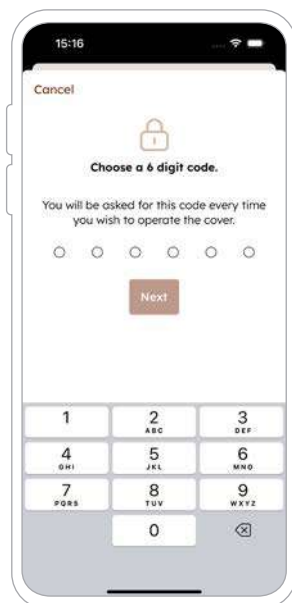 15:16
Cancel
Choose a 6 digit code.
You will be asked for this code every time
you wish to operate the cover.
Next
1 2 3
ABC DEF
4 5 6
GHI JKL MNO
7 8 9
PQRS TUV WXYZ
0